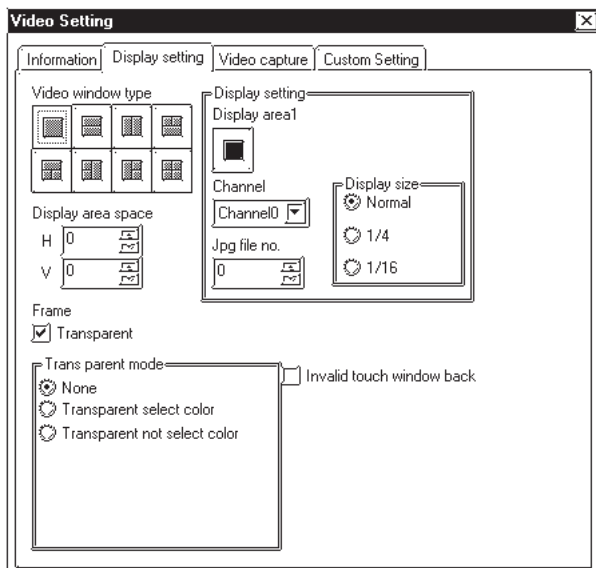 Video Setting
Information Display setting Video capture Custom Setting
Video window type
Display area space
H 0
V 0
Display setting
Display area1
Channel
Channel0
Jpg file no.
0
Display size
Normal
1/4
1/16
Frame
Transparent
Trans parent mode
None
Transparent select color
Transparent not select color
Invalid touch window back